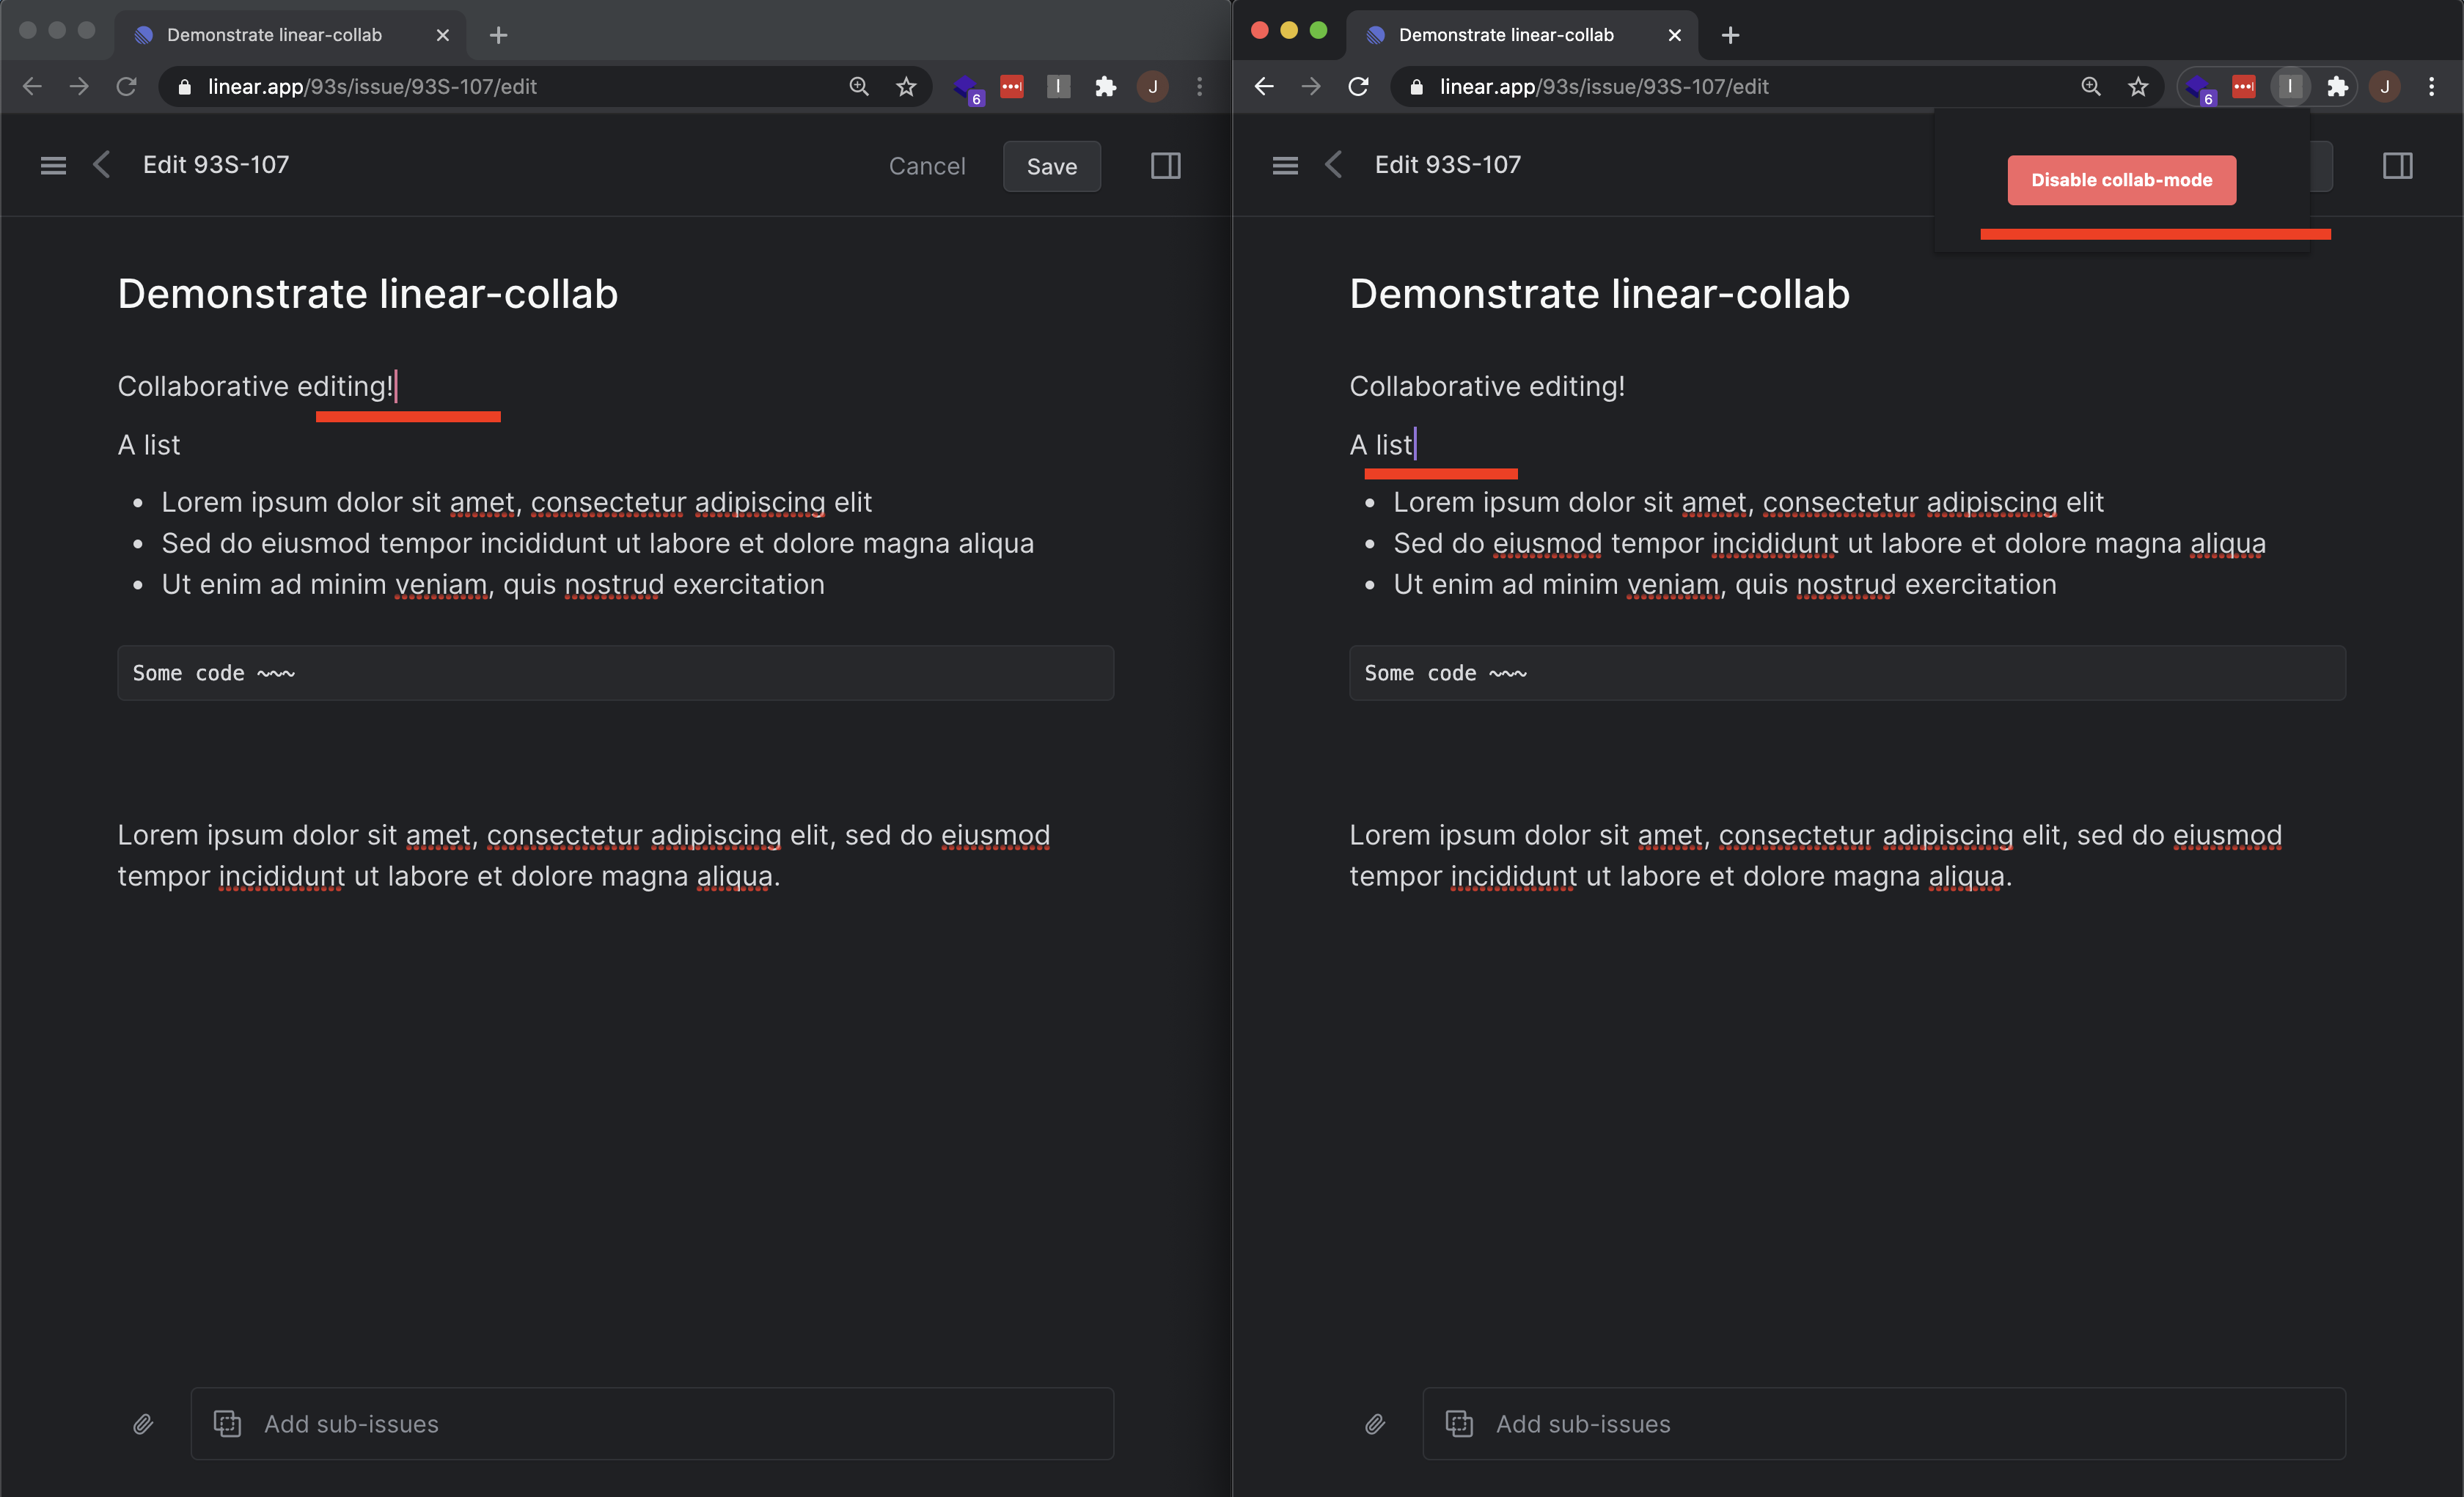 Demonstrate linear-collab
linear.app/93s/issue/93S-107/edit
6
J
Edit 93S-107
Cancel
Save
Demonstrate linear-collab
Collaborative editing!
A list
• Lorem ipsum dolor sit amet, consectetur adipiscing elit
• Sed do eiusmod tempor incididunt ut labore et dolore magna aliqua
• Ut enim ad minim veniam, quis nostrud exercitation
Some code ~~~
Lorem ipsum dolor sit amet, consectetur adipiscing elit, sed do eiusmod
tempor incididunt ut labore et dolore magna aliqua.
Add sub-issues
Demonstrate linear-collab
linear.app/93s/issue/93S-107/edit
6
J
Edit 93S-107
Disable collab-mode
Demonstrate linear-collab
Collaborative editing!
A list
• Lorem ipsum dolor sit amet, consectetur adipiscing elit
• Sed do eiusmod tempor incididunt ut labore et dolore magna aliqua
• Ut enim ad minim veniam, quis nostrud exercitation
Some code ~~~
Lorem ipsum dolor sit amet, consectetur adipiscing elit, sed do eiusmod
tempor incididunt ut labore et dolore magna aliqua.
Add sub-issues